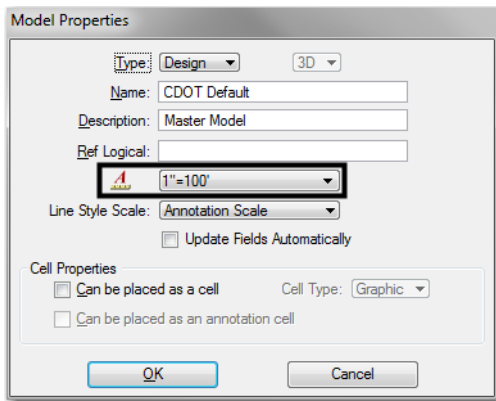 Model Properties
Type: Design 3D
Name: CDOT Default
Description: Master Model
Ref Logical:
A 1"=100'
Line Style Scale: Annotation Scale
Update Fields Automatically
Cell Properties
Can be placed as a cell Cell Type: Graphic
Can be placed as an annotation cell
OK Cancel